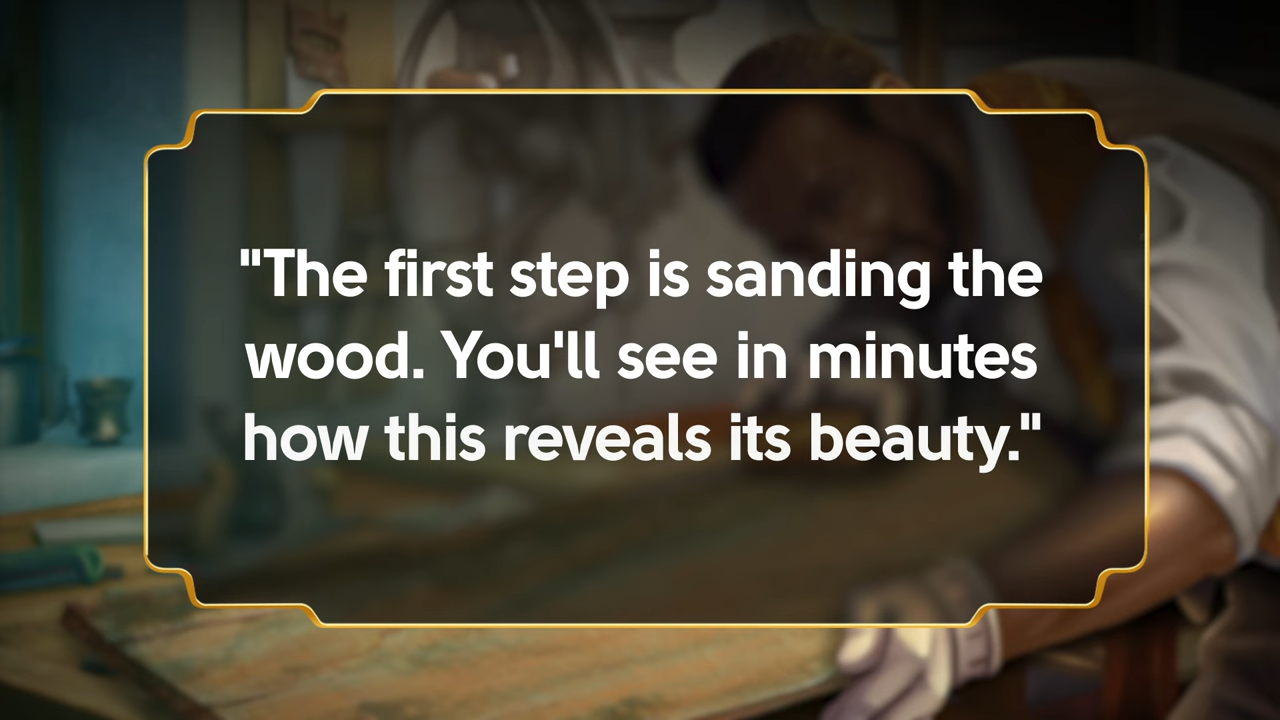 "The first step is sanding the
wood. You'll see in minutes
how this reveals its beauty."